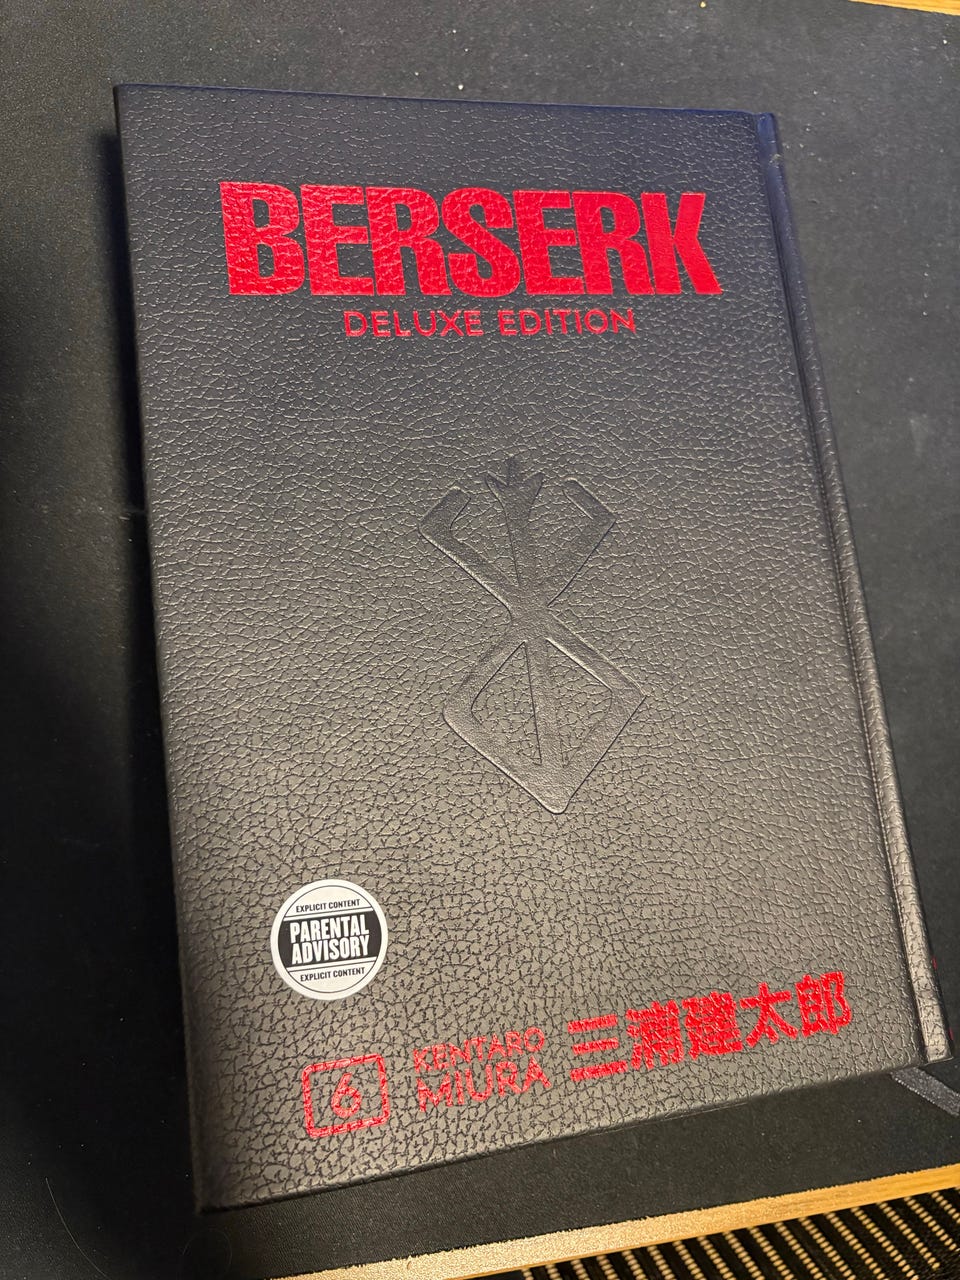 BERSERK
DELUXE EDITION
EXPLICIT CONTENT
PARENTAL
ADVISORY
EXPLICIT CONTENT
6
KENTARO
MIURA
三浦建太郎